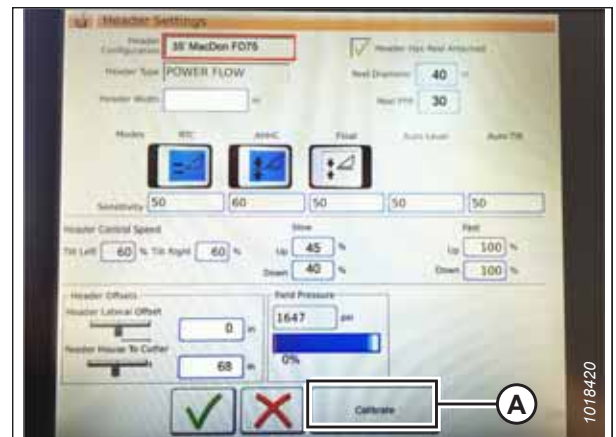 Header Settings
Header Configuration 35' MacDon FD75
Header Has Reel Attached
Header Type POWER FLOW
Reel Diameter 40 in
Header Width in
Reel PPR 30
Modes RTC AHHC Float Auto Level Auto Tilt
Sensitivity 50 60 50 50 50
Header Control Speed
Slow
Fast
Tilt Left 60 % Tilt Right 60 %
Up 45 %
Up 100 %
Down 40 %
Down 100 %
Header Offsets
Field Pressure
Header Lateral Offset
0 in
1647 psi
Feeder House To Cutter
68 in
0%
Calibrate
A
1018420